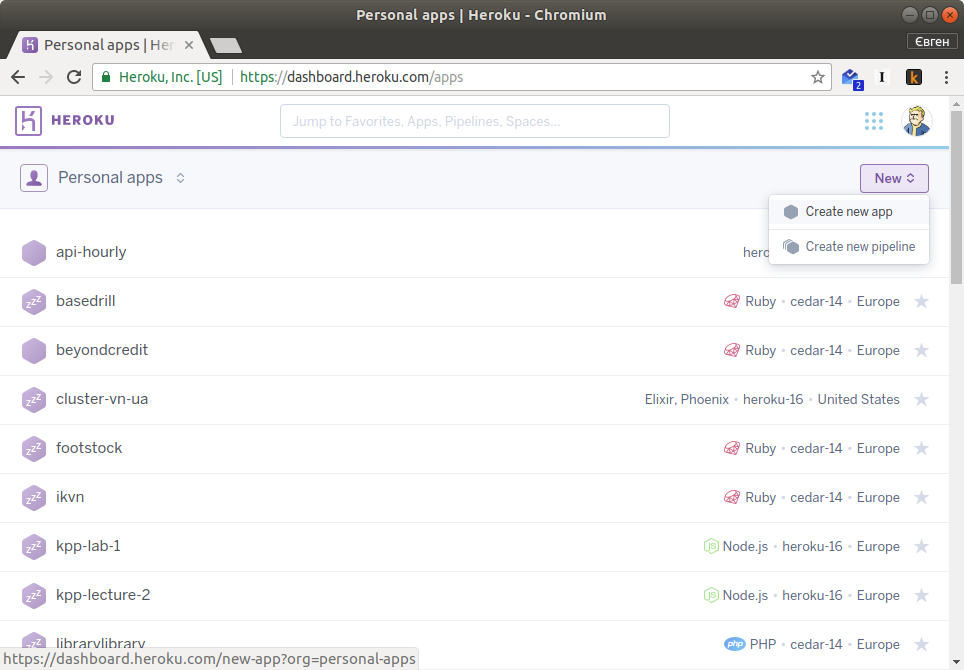 Personal apps | Heroku - Chromium
Personal apps | Her
Євген
Heroku, Inc. [US] https://dashboard.heroku.com/apps
2
I
k
HEROKU
Jump to Favorites, Apps, Pipelines, Spaces...
Personal apps
New
Create new app
Create new pipeline
api-hourly
basedrill Ruby • cedar-14 • Europe
beyondcredit Ruby • cedar-14 • Europe
cluster-vn-ua Elixir, Phoenix • heroku-16 • United States
footstock Ruby • cedar-14 • Europe
ikvn Ruby • cedar-14 • Europe
kpp-lab-1 Node.js • heroku-16 • Europe
kpp-lecture-2 Node.js • heroku-16 • Europe
librarylibrary php PHP • cedar-14 • Europe
https://dashboard.heroku.com/new-app?org=personal-apps